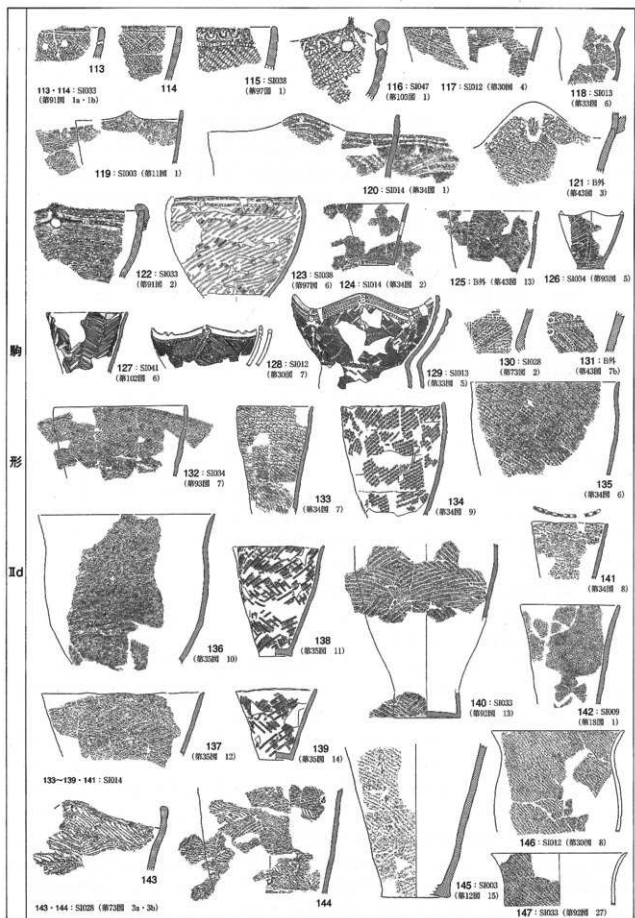 113
114
113・114：SI033
(第91図 1a・1b)
115：SI038
(第97図 1)
116：SI047
(第103図 1)
117：SI012(第30図 4)
118：SI013
(第33図 6)
119：SI003 (第11図 1)
120：SI014 (第34図 1)
121：B外
(第43図 3)
122：SI033
(第91図 2)
123：SI038
(第97図 6)
124：SI014(第34図 2)
125：B外(第43図 13)
126：SI034(第93図 5)
駒
形
Ⅱd
127：SI041
(第102図 6)
128：SI012
(第30図 7)
129：SI013
(第33図 5)
130：SI028
(第73図 2)
131：B外
(第43図 7b)
132：SI034
(第93図 7)
133
(第34図 7)
134
(第34図 9)
135
(第34図 6)
136
(第35図 10)
138
(第35図 11)
141
(第34図 8)
137
(第35図 12)
139
(第35図 14)
140：SI033
(第92図 13)
142：SI009
(第18図 1)
133～139・141：SI014
143
143・144：SI028 (第73図 3a・3b)
144
145：SI003
(第12図 15)
146：SI012 (第30図 8)
147：SI033 (第92図 27)